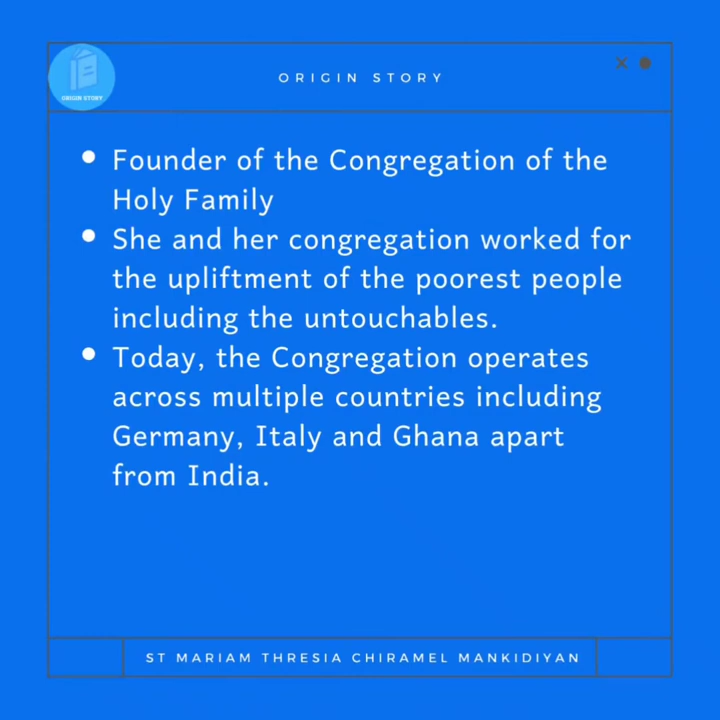 ORIGIN STORY
ORIGIN STORY
• Founder of the Congregation of the
Holy Family
• She and her congregation worked for
the upliftment of the poorest people
including the untouchables.
• Today, the Congregation operates
across multiple countries including
Germany, Italy and Ghana apart
from India.
ST MARIAM THRESIA CHIRAMEL MANKIDIYAN